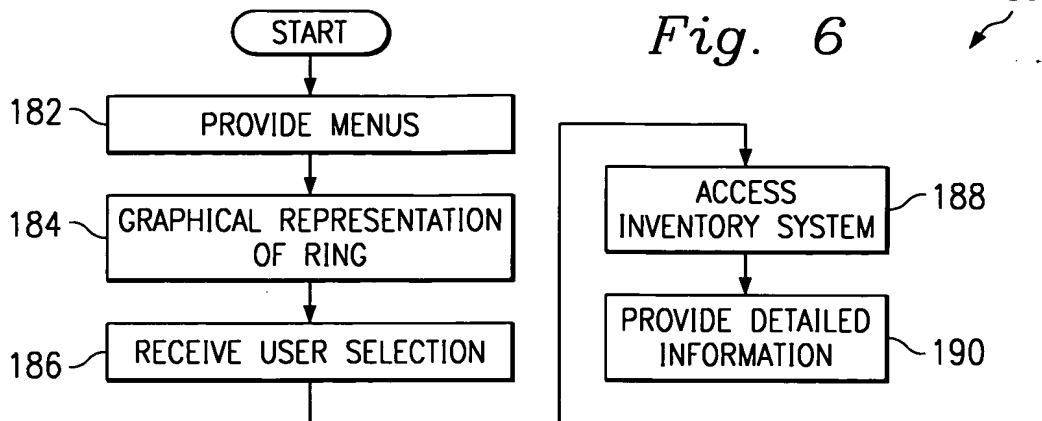 START
Fig. 6
182
PROVIDE MENUS
184
GRAPHICAL REPRESENTATION
OF RING
186
RECEIVE USER SELECTION
ACCESS
INVENTORY SYSTEM
188
PROVIDE DETAILED
INFORMATION
190